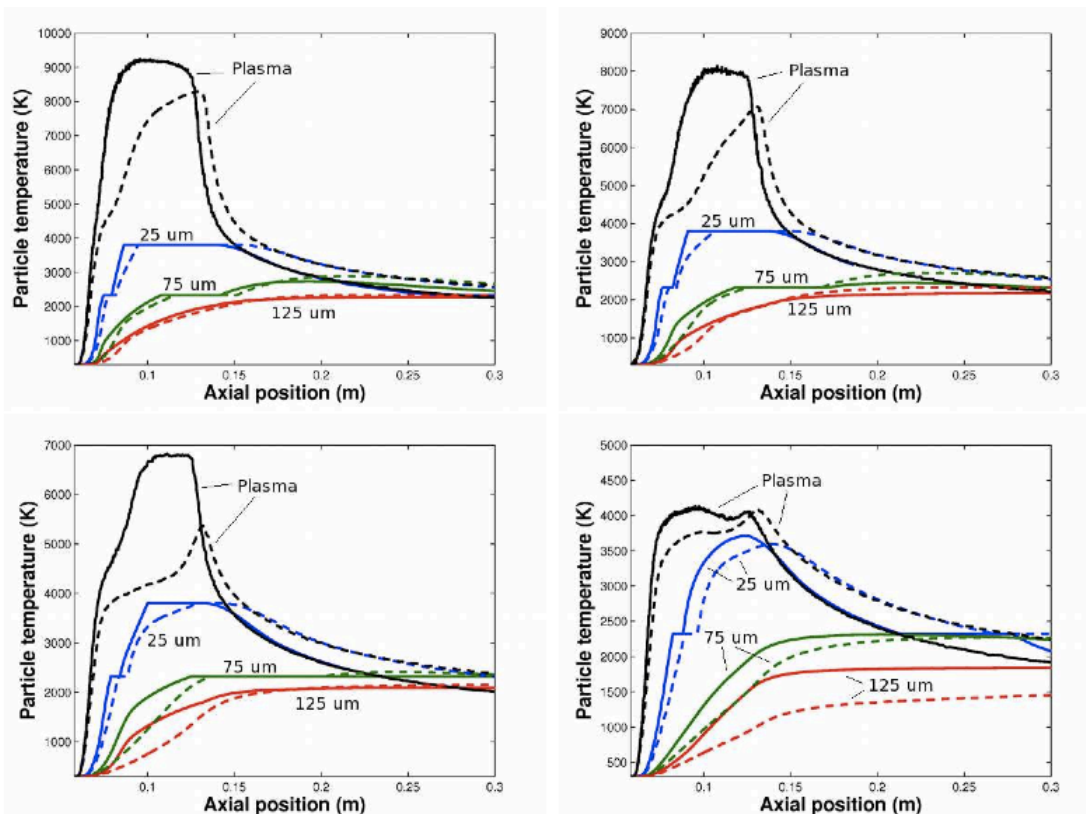 10000
9000
8000
7000
6000
5000
4000
3000
2000
1000
Particle temperature (K)
Plasma
25 um
75 um
125 um
0.1 0.15 0.2 0.25 0.3
Axial position (m)
9000
8000
7000
6000
5000
4000
3000
2000
1000
Particle temperature (K)
Plasma
25 um
75 um
125 um
0.1 0.15 0.2 0.25 0.3
Axial position (m)
7000
6000
5000
4000
3000
2000
1000
Particle temperature (K)
Plasma
25 um
75 um
125 um
0.1 0.15 0.2 0.25 0.3
Axial position (m)
5000
4500
4000
3500
3000
2500
2000
1500
1000
500
Particle temperature (K)
Plasma
25 um
75 um
125 um
0.1 0.15 0.2 0.25 0.3
Axial position (m)